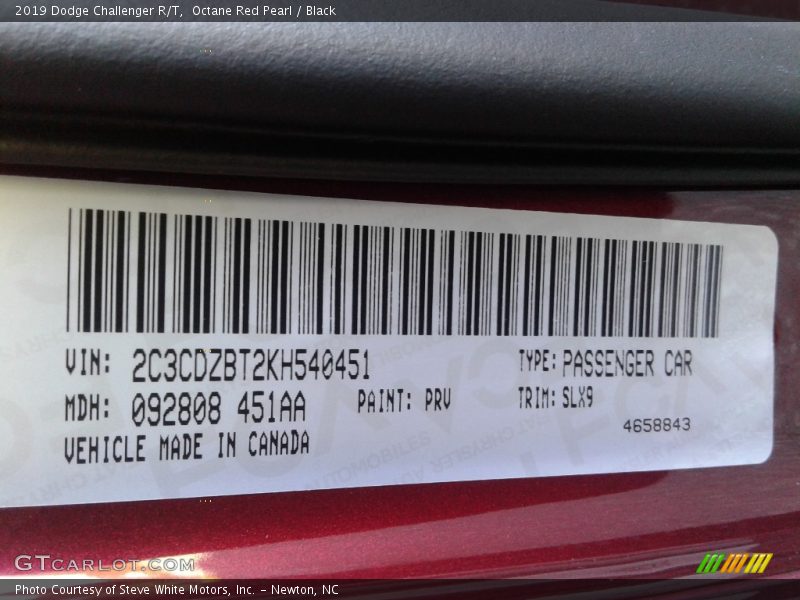 2019 Dodge Challenger R/T,  Octane Red Pearl / Black
VIN: 2C3CDZBT2KH540451 TYPE: PASSENGER CAR
MDH: 092808 451AA PAINT: PRV TRIM: SLX9
VEHICLE MADE IN CANADA 4658843
GTCARLOT.COM
Photo Courtesy of Steve White Motors, Inc. – Newton, NC